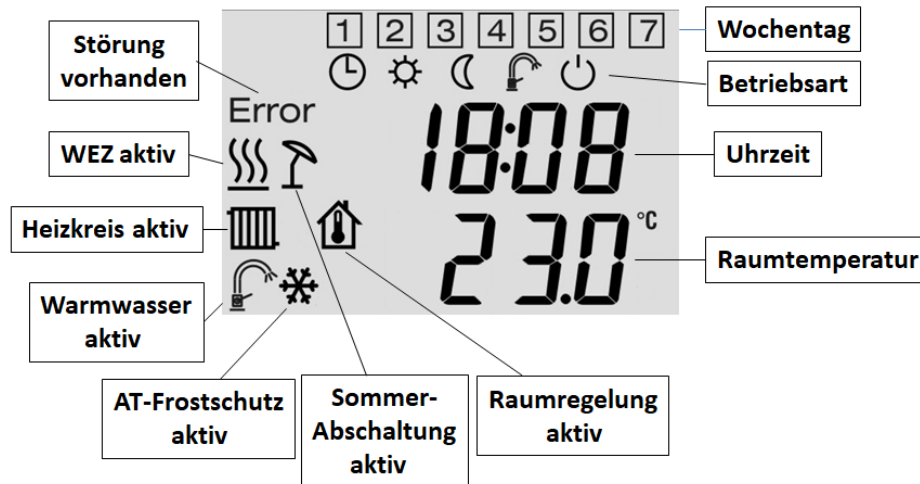 1 2 3 4 5 6 7
Wochentag
Störung
vorhanden
Betriebsart
Error
18:08
Uhrzeit
WEZ aktiv
Heizkreis aktiv
23.0 °C
Raumtemperatur
Warmwasser
aktiv
AT-Frostschutz
aktiv
Sommer-
Abschaltung
aktiv
Raumregelung
aktiv